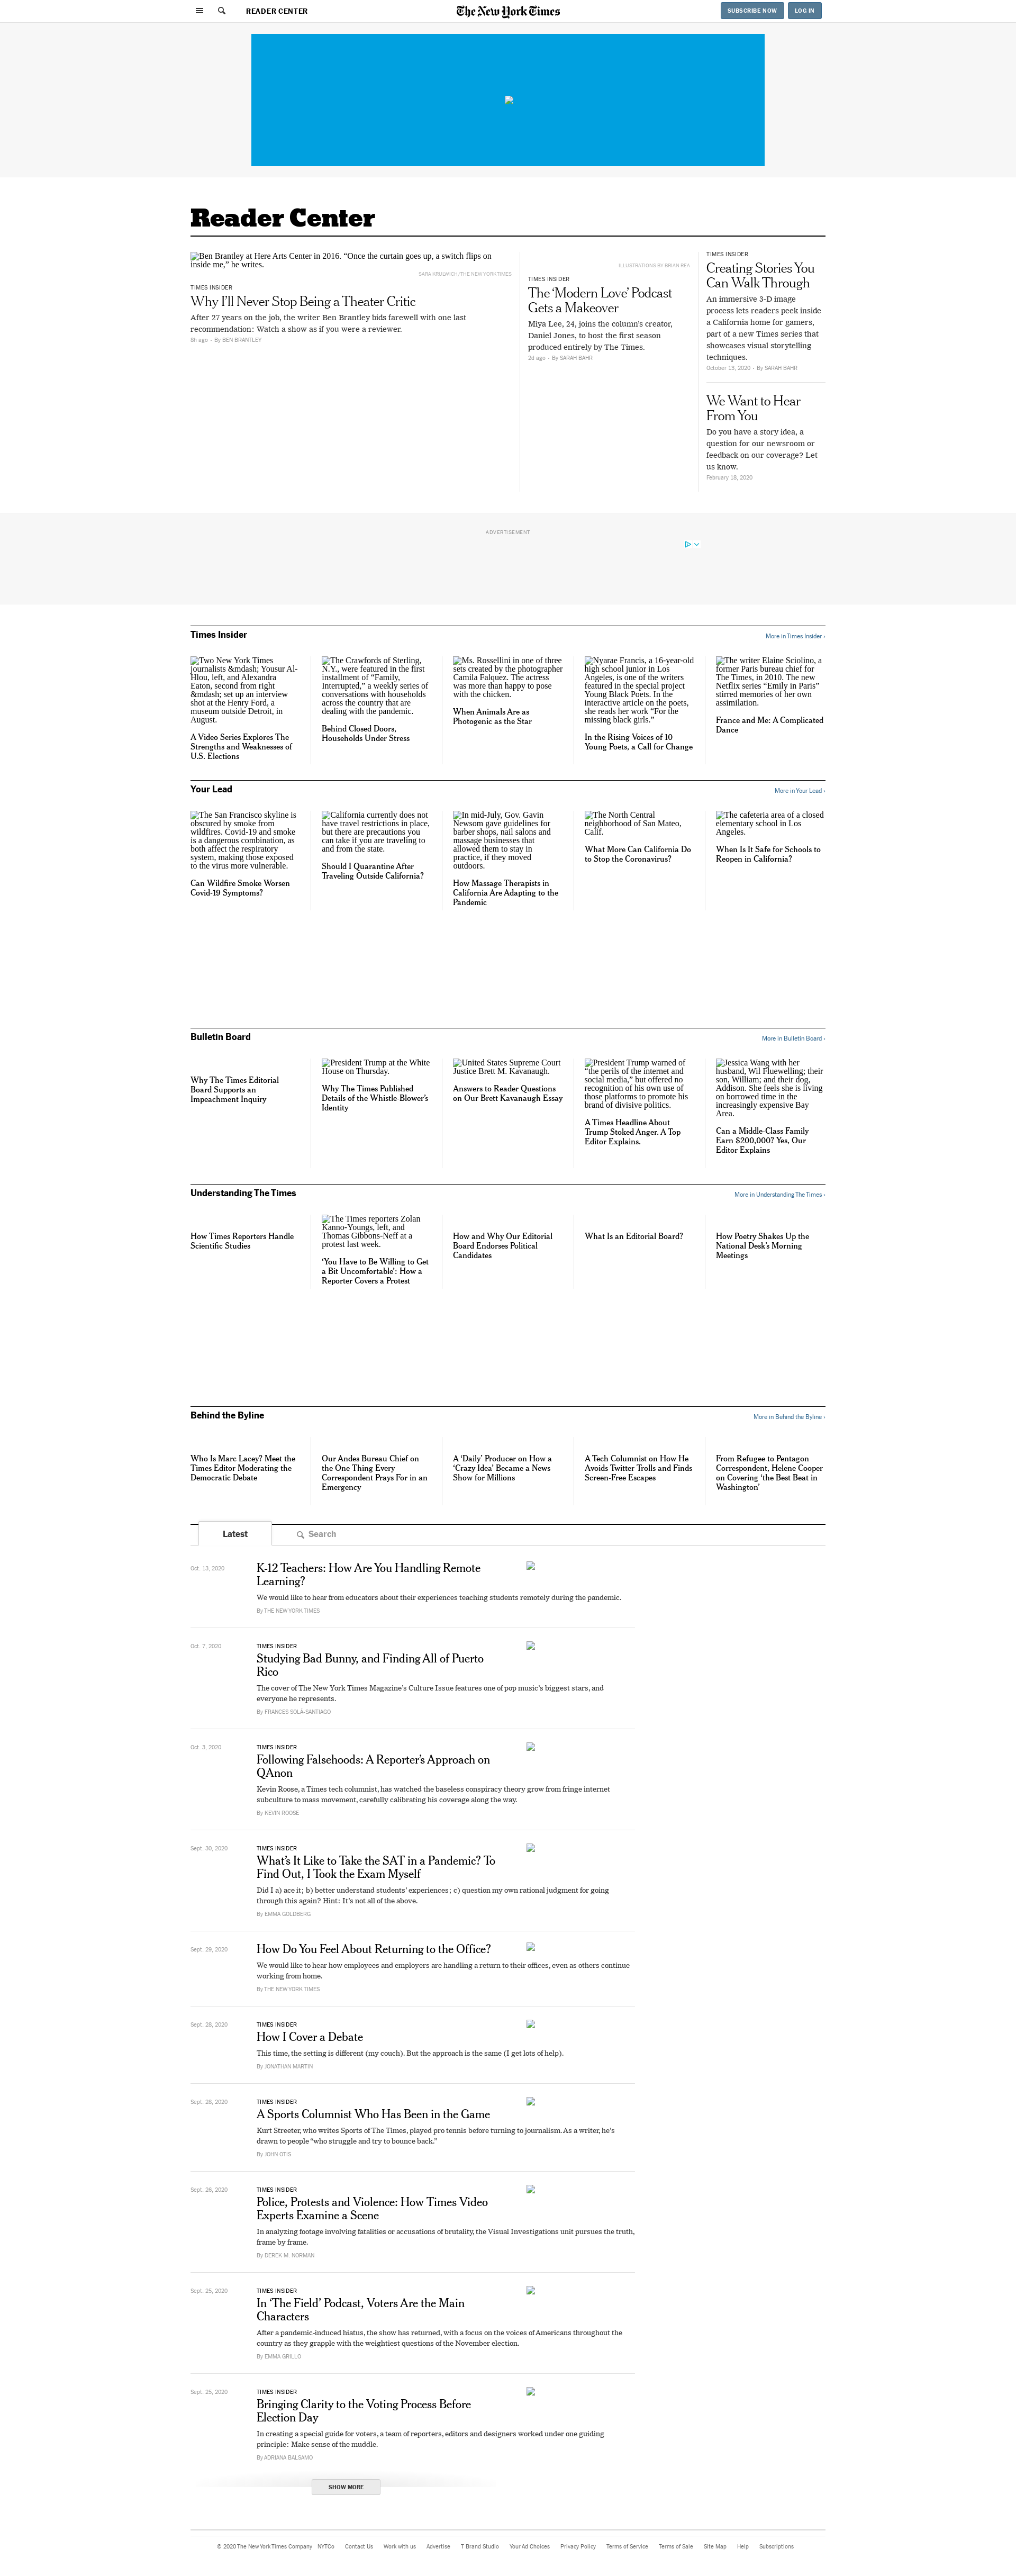 READER CENTER
The New York Times
SUBSCRIBE NOW
LOG IN
Reader Center
Ben Brantley at Here Arts Center in 2016. “Once the curtain goes up, a switch flips on
inside me,” he writes.
SARA KRULWICH/THE NEW YORK TIMES
TIMES INSIDER
Why I’ll Never Stop Being a Theater Critic
After 27 years on the job, the writer Ben Brantley bids farewell with one last
recommendation: Watch a show as if you were a reviewer.
8h ago · By BEN BRANTLEY
ILLUSTRATIONS BY BRIAN REA
TIMES INSIDER
The ‘Modern Love’ Podcast
Gets a Makeover
Miya Lee, 24, joins the column’s creator,
Daniel Jones, to host the first season
produced entirely by The Times.
2d ago · By SARAH BAHR
TIMES INSIDER
Creating Stories You
Can Walk Through
An immersive 3-D image
process lets readers peek inside
a California home for gamers,
part of a new Times series that
showcases visual storytelling
techniques.
October 13, 2020 · By SARAH BAHR
We Want to Hear
From You
Do you have a story idea, a
question for our newsroom or
feedback on our coverage? Let
us know.
February 18, 2020
ADVERTISEMENT
Times Insider
More in Times Insider ›
Two New York Times
journalists &mdash; Yousur Al-
Hlou, left, and Alexandra
Eaton, second from right
&mdash; set up an interview
shot at the Henry Ford, a
museum outside Detroit, in
August.
A Video Series Explores The
Strengths and Weaknesses of
U.S. Elections
The Crawfords of Sterling,
N.Y., were featured in the first
installment of “Family,
Interrupted,” a weekly series of
conversations with households
across the country that are
dealing with the pandemic.
Behind Closed Doors,
Households Under Stress
Ms. Rossellini in one of three
sets created by the photographer
Camila Falquez. The actress
was more than happy to pose
with the chickens.
When Animals Are as
Photogenic as the Star
Nyarae Francis, a 16-year-old
high school junior in Los
Angeles, is one of the writers
featured in the special project
Young Black Poets. In the
interactive article on the poets,
she reads her work “For the
missing black girls.”
In the Rising Voices of 10
Young Poets, a Call for Change
The writer Elaine Sciolino, a
former Paris bureau chief for
The Times, in 2010. The new
Netflix series “Emily in Paris”
stirred memories of her own
assimilation.
France and Me: A Complicated
Dance
Your Lead
More in Your Lead ›
The San Francisco skyline is
obscured by smoke from
wildfires. Covid-19 and smoke
is a dangerous combination, as
both affect the respiratory
system, making those exposed
to the virus more vulnerable.
Can Wildfire Smoke Worsen
Covid-19 Symptoms?
California currently does not
have travel restrictions in place,
but there are precautions you
can take if you are traveling to
and from the state.
Should I Quarantine After
Traveling Outside California?
In mid-July, Gov. Gavin
Newsom gave guidelines for
barber shops, nail salons and
massage businesses that
allowed them to stay in
practice, if they moved
outdoors.
How Massage Therapists in
California Are Adapting to the
Pandemic
The North Central
neighborhood of San Mateo,
Calif.
What More Can California Do
to Stop the Coronavirus?
The cafeteria area of a closed
elementary school in Los
Angeles.
When Is It Safe for Schools to
Reopen in California?
Bulletin Board
More in Bulletin Board ›
Why The Times Editorial
Board Supports an
Impeachment Inquiry
President Trump at the White
House on Thursday.
Why The Times Published
Details of the Whistle-Blower’s
Identity
United States Supreme Court
Justice Brett M. Kavanaugh.
Answers to Reader Questions
on Our Brett Kavanaugh Essay
President Trump warned of
“the perils of the internet and
social media,” but offered no
recognition of his own use of
those platforms to promote his
brand of divisive politics.
A Times Headline About
Trump Stoked Anger. A Top
Editor Explains.
Jessica Wang with her
husband, Wil Fluewelling; their
son, William; and their dog,
Addison. She feels she is living
on borrowed time in the
increasingly expensive Bay
Area.
Can a Middle-Class Family
Earn $200,000? Yes, Our
Editor Explains
Understanding The Times
More in Understanding The Times ›
How Times Reporters Handle
Scientific Studies
The Times reporters Zolan
Kanno-Youngs, left, and
Thomas Gibbons-Neff at a
protest last week.
‘You Have to Be Willing to Get
a Bit Uncomfortable’: How a
Reporter Covers a Protest
How and Why Our Editorial
Board Endorses Political
Candidates
What Is an Editorial Board?
How Poetry Shakes Up the
National Desk’s Morning
Meetings
Behind the Byline
More in Behind the Byline ›
Who Is Marc Lacey? Meet the
Times Editor Moderating the
Democratic Debate
Our Andes Bureau Chief on
the One Thing Every
Correspondent Prays For in an
Emergency
A ‘Daily’ Producer on How a
‘Crazy Idea’ Became a News
Show for Millions
A Tech Columnist on How He
Avoids Twitter Trolls and Finds
Screen-Free Escapes
From Refugee to Pentagon
Correspondent, Helene Cooper
on Covering ‘the Best Beat in
Washington’
Latest
Search
Oct. 13, 2020
K-12 Teachers: How Are You Handling Remote
Learning?
We would like to hear from educators about their experiences teaching students remotely during the pandemic.
By THE NEW YORK TIMES
Oct. 7, 2020
TIMES INSIDER
Studying Bad Bunny, and Finding All of Puerto
Rico
The cover of The New York Times Magazine’s Culture Issue features one of pop music’s biggest stars, and
everyone he represents.
By FRANCES SOLÁ-SANTIAGO
Oct. 3, 2020
TIMES INSIDER
Following Falsehoods: A Reporter’s Approach on
QAnon
Kevin Roose, a Times tech columnist, has watched the baseless conspiracy theory grow from fringe internet
subculture to mass movement, carefully calibrating his coverage along the way.
By KEVIN ROOSE
Sept. 30, 2020
TIMES INSIDER
What’s It Like to Take the SAT in a Pandemic? To
Find Out, I Took the Exam Myself
Did I a) ace it; b) better understand students’ experiences; c) question my own rational judgment for going
through this again? Hint: It’s not all of the above.
By EMMA GOLDBERG
Sept. 29, 2020
How Do You Feel About Returning to the Office?
We would like to hear how employees and employers are handling a return to their offices, even as others continue
working from home.
By THE NEW YORK TIMES
Sept. 28, 2020
TIMES INSIDER
How I Cover a Debate
This time, the setting is different (my couch). But the approach is the same (I get lots of help).
By JONATHAN MARTIN
Sept. 28, 2020
TIMES INSIDER
A Sports Columnist Who Has Been in the Game
Kurt Streeter, who writes Sports of The Times, played pro tennis before turning to journalism. As a writer, he’s
drawn to people “who struggle and try to bounce back.”
By JOHN OTIS
Sept. 26, 2020
TIMES INSIDER
Police, Protests and Violence: How Times Video
Experts Examine a Scene
In analyzing footage involving fatalities or accusations of brutality, the Visual Investigations unit pursues the truth,
frame by frame.
By DEREK M. NORMAN
Sept. 25, 2020
TIMES INSIDER
In ‘The Field’ Podcast, Voters Are the Main
Characters
After a pandemic-induced hiatus, the show has returned, with a focus on the voices of Americans throughout the
country as they grapple with the weightiest questions of the November election.
By EMMA GRILLO
Sept. 25, 2020
TIMES INSIDER
Bringing Clarity to the Voting Process Before
Election Day
In creating a special guide for voters, a team of reporters, editors and designers worked under one guiding
principle: Make sense of the muddle.
By ADRIANA BALSAMO
SHOW MORE
© 2020 The New York Times Company NYTCo Contact Us Work with us Advertise T Brand Studio Your Ad Choices Privacy Policy Terms of Service Terms of Sale Site Map Help Subscriptions